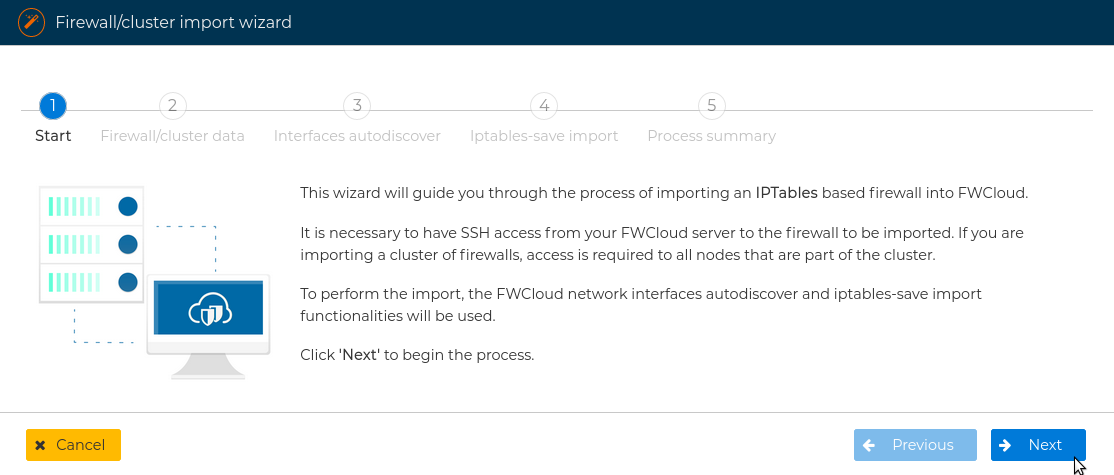 Firewall/cluster import wizard
1 2 3 4 5
Start Firewall/cluster data Interfaces autodiscover Iptables-save import Process summary
This wizard will guide you through the process of importing an IPTables based firewall into FWCloud.
It is necessary to have SSH access from your FWCloud server to the firewall to be imported. If you are
importing a cluster of firewalls, access is required to all nodes that are part of the cluster.
To perform the import, the FWCloud network interfaces autodiscover and iptables-save import
functionalities will be used.
Click 'Next' to begin the process.
Cancel Previous Next